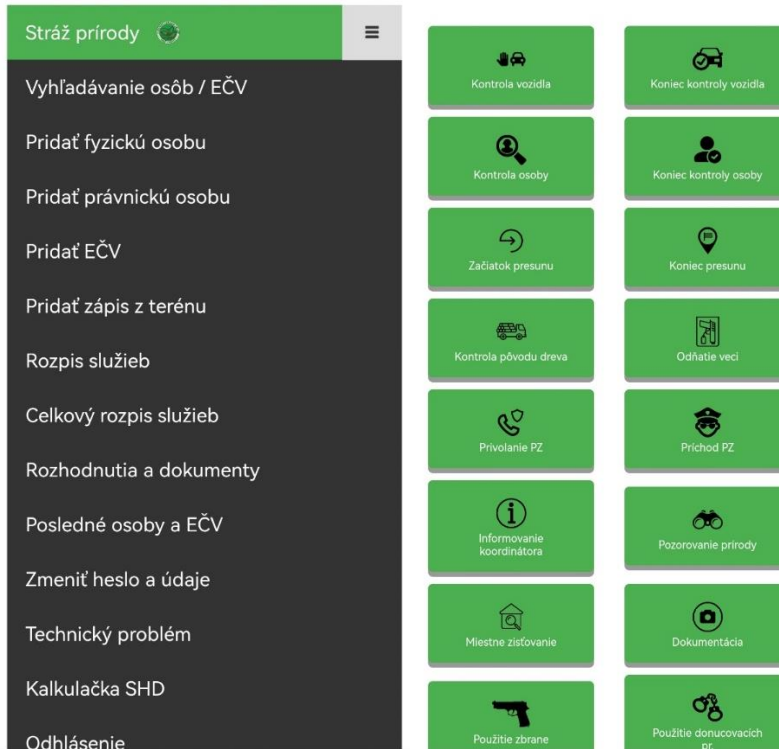 Stráž prírody
Vyhľadávanie osôb / EČV
Pridať fyzickú osobu
Pridať právnickú osobu
Pridať EČV
Pridať zápis z terénu
Rozpis služieb
Celkový rozpis služieb
Rozhodnutia a dokumenty
Posledné osoby a EČV
Zmeniť heslo a údaje
Technický problém
Kalkulačka SHD
Odhlásenie
Kontrola vozidla
Koniec kontroly vozidla
Kontrola osoby
Koniec kontroly osoby
Začiatok presunu
Koniec presunu
Kontrola pôvodu dreva
Odňatie veci
Privolanie PZ
Príchod PZ
Informovanie
koordinátora
Pozorovanie prírody
Miestne zisťovanie
Dokumentácia
Použitie zbrane
Použitie donucovacích
pr.